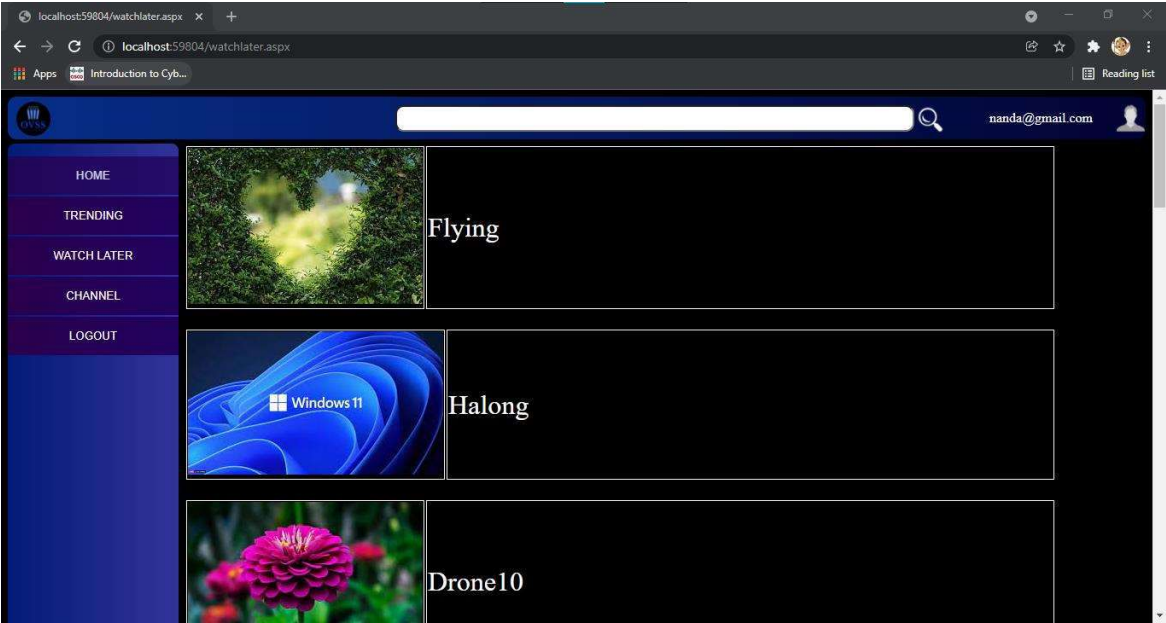 localhost:59804/watchlater.aspx
localhost:59804/watchlater.aspx
Apps
Introduction to Cyb...
Reading list
OVSS
nanda@gmail.com
HOME
TRENDING
WATCH LATER
CHANNEL
LOGOUT
Flying
Windows 11
Halong
Drone10